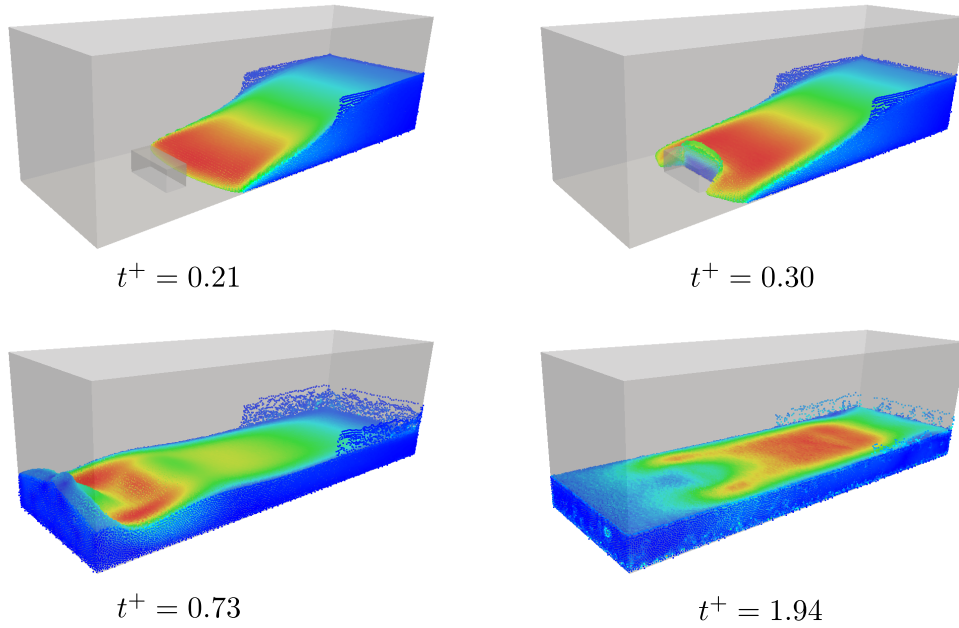 t⁺ = 0.21
t⁺ = 0.30
t⁺ = 0.73
t⁺ = 1.94